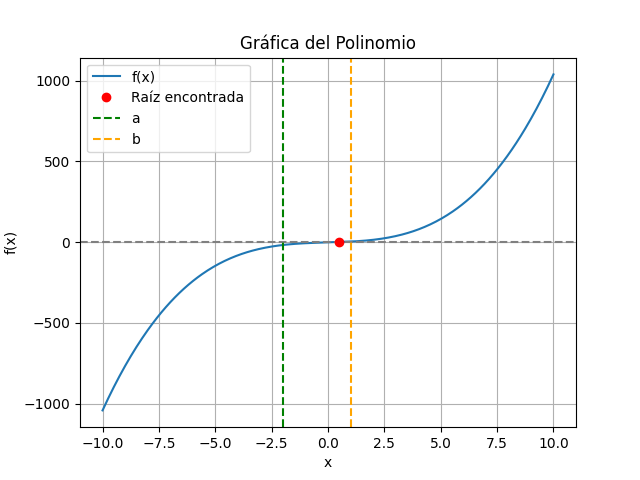 Gráfica del Polinomio
f(x)
Raíz encontrada
a
b
1000
500
0
−500
−1000
f(x)
−10.0 −7.5 −5.0 −2.5 0.0 2.5 5.0 7.5 10.0
x